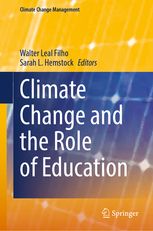 Climate Change Management
Walter Leal Filho
Sarah L. Hemstock Editors
Climate
Change and
the Role
of Education
Springer